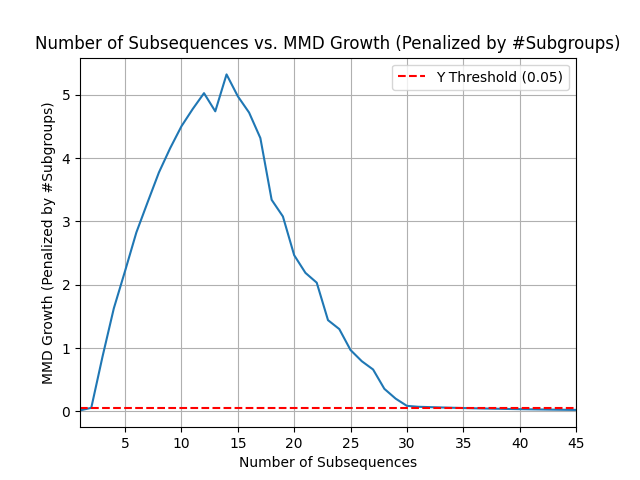 Number of Subsequences vs. MMD Growth (Penalized by #Subgroups)
Y Threshold (0.05)
MMD Growth (Penalized by #Subgroups)
5
4
3
2
1
0
5 10 15 20 25 30 35 40 45
Number of Subsequences